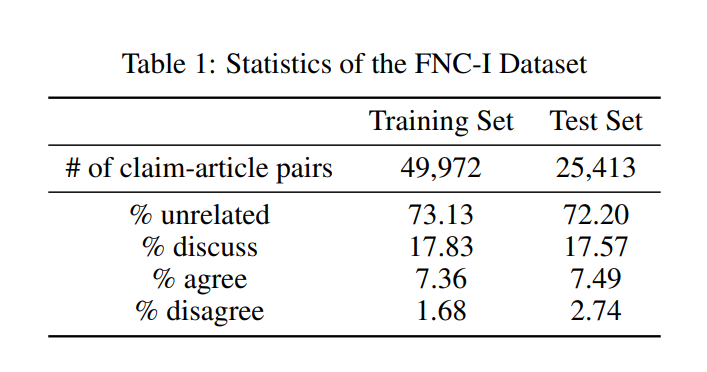 Table 1: Statistics of the FNC-I Dataset
Training Set Test Set
# of claim-article pairs 49,972 25,413
% unrelated 73.13 72.20
% discuss 17.83 17.57
% agree 7.36 7.49
% disagree 1.68 2.74